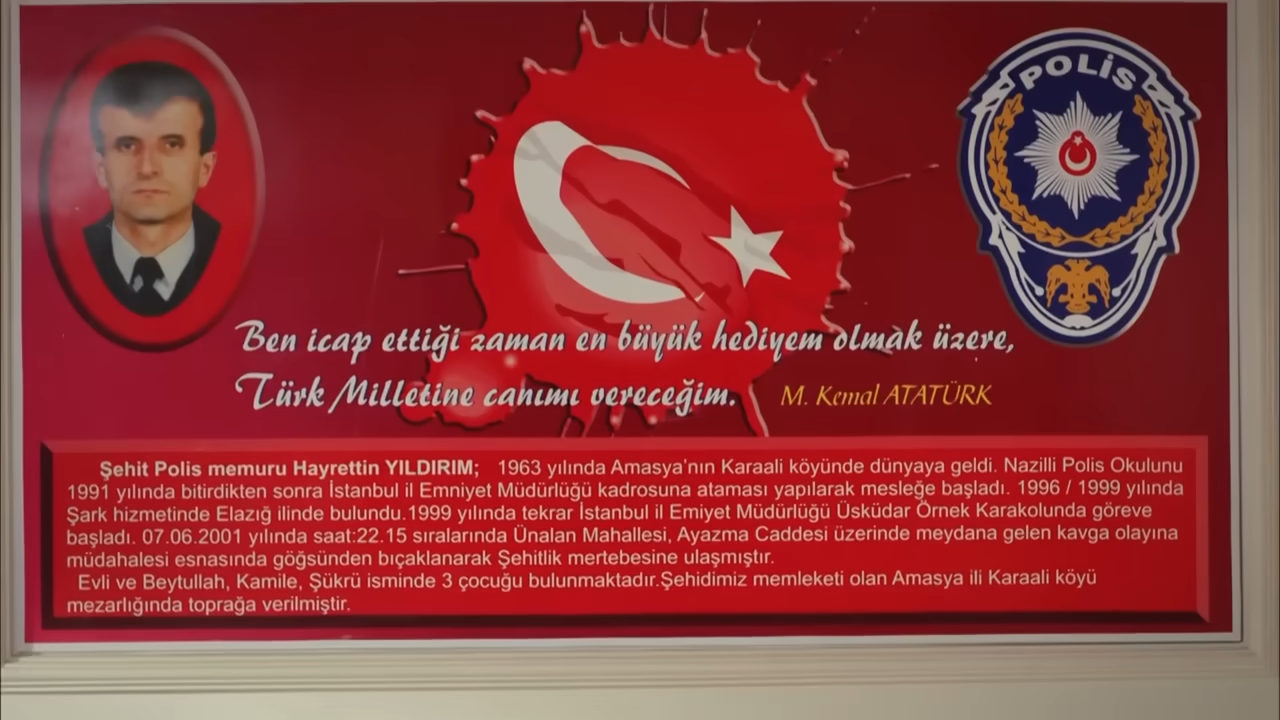 POLİS
Ben icap ettiği zaman en büyük hediyem olmak üzere,
Türk Milletine canımı vereceğim. M. Kemal ATATÜRK
Şehit Polis memuru Hayrettin YILDIRIM; 1963 yılında Amasya'nın Karaali köyünde dünyaya geldi. Nazilli Polis Okulunu
1991 yılında bitirdikten sonra İstanbul il Emniyet Müdürlüğü kadrosuna ataması yapılarak mesleğe başladı. 1996 / 1999 yılında
Şark hizmetinde Elazığ ilinde bulundu.1999 yılında tekrar İstanbul il Emiyet Müdürlüğü Üsküdar Örnek Karakolunda göreve
başladı. 07.06.2001 yılında saat:22.15 sıralarında Ünalan Mahallesi, Ayazma Caddesi üzerinde meydana gelen kavga olayına
müdahalesi esnasında göğsünden bıçaklanarak Şehitlik mertebesine ulaşmıştır.
Evli ve Beytullah, Kamile, Şükrü isminde 3 çocuğu bulunmaktadır.Şehidimiz memleketi olan Amasya ili Karaali köyü
mezarlığında toprağa verilmiştir.